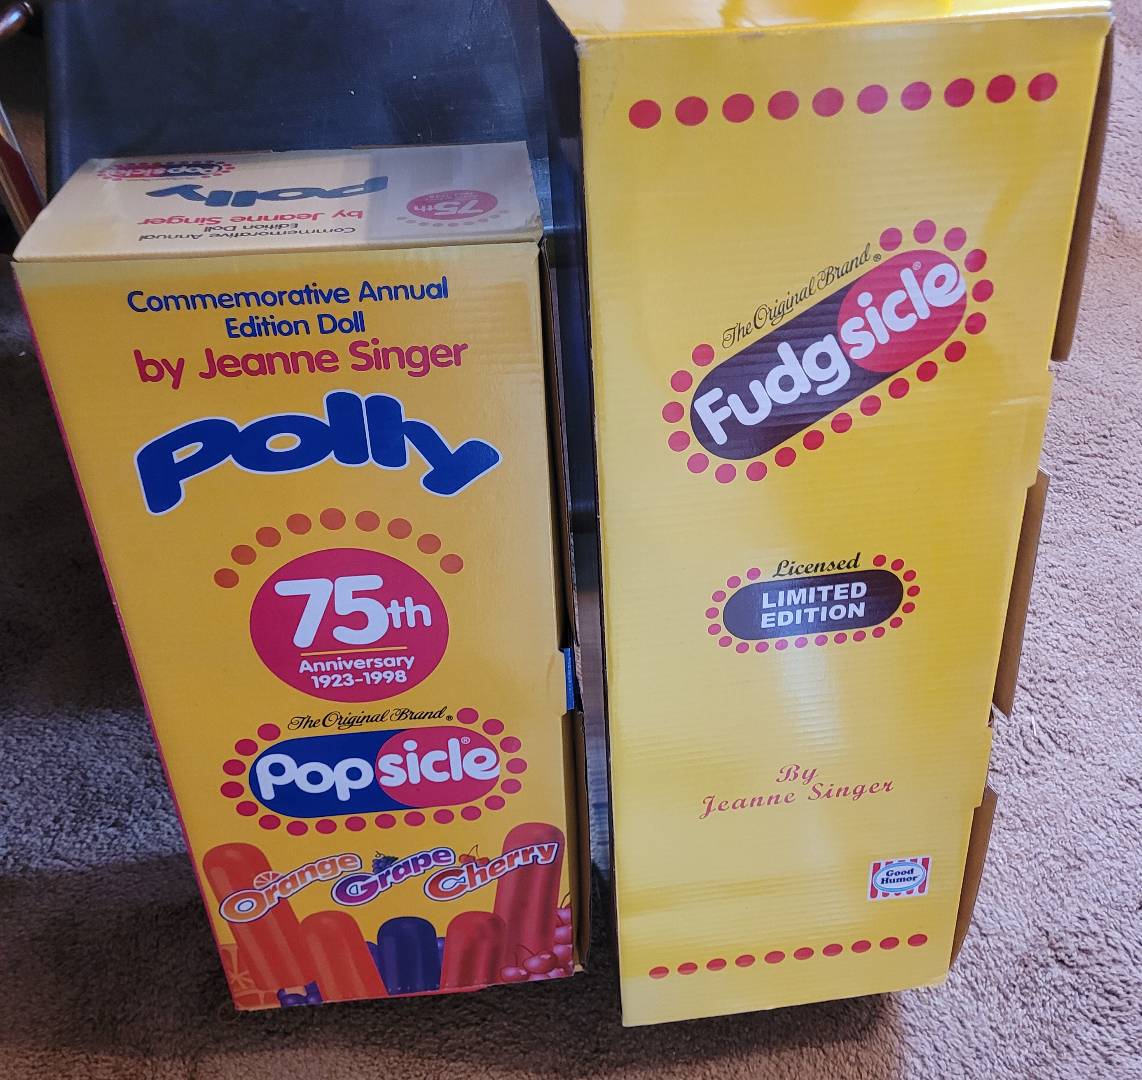 Popsicle
Polly
75th
by Jeanne Singer
Commemorative Annual
Edition Doll
Commemorative Annual
Edition Doll
by Jeanne Singer
Polly
75th
Anniversary
1923-1998
The Original Brand®
Popsicle®
Orange Grape Cherry
The Original Brand®
Fudgsicle®
Licensed
LIMITED
EDITION
By
Jeanne Singer
Good
Humor